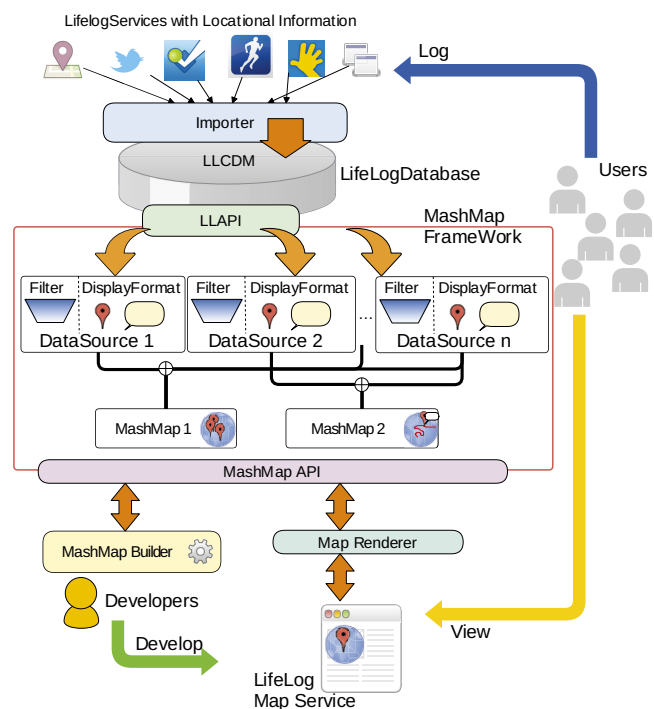 LifelogServices with Locational Information
Log
Importer
LLCDM
LifeLogDatabase
Users
LLAPI
MashMap
FrameWork
Filter
DisplayFormat
DataSource 1
Filter
DisplayFormat
DataSource 2
...
Filter
DisplayFormat
DataSource n
MashMap 1
MashMap 2
MashMap API
MashMap Builder
Map Renderer
Developers
Develop
View
LifeLog
Map Service